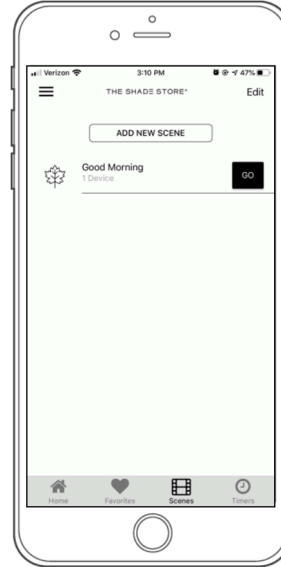 Verizon 3:10 PM 47%
THE SHADE STORE® Edit
ADD NEW SCENE
Good Morning
1 Device
GO
Home Favorites Scenes Timers